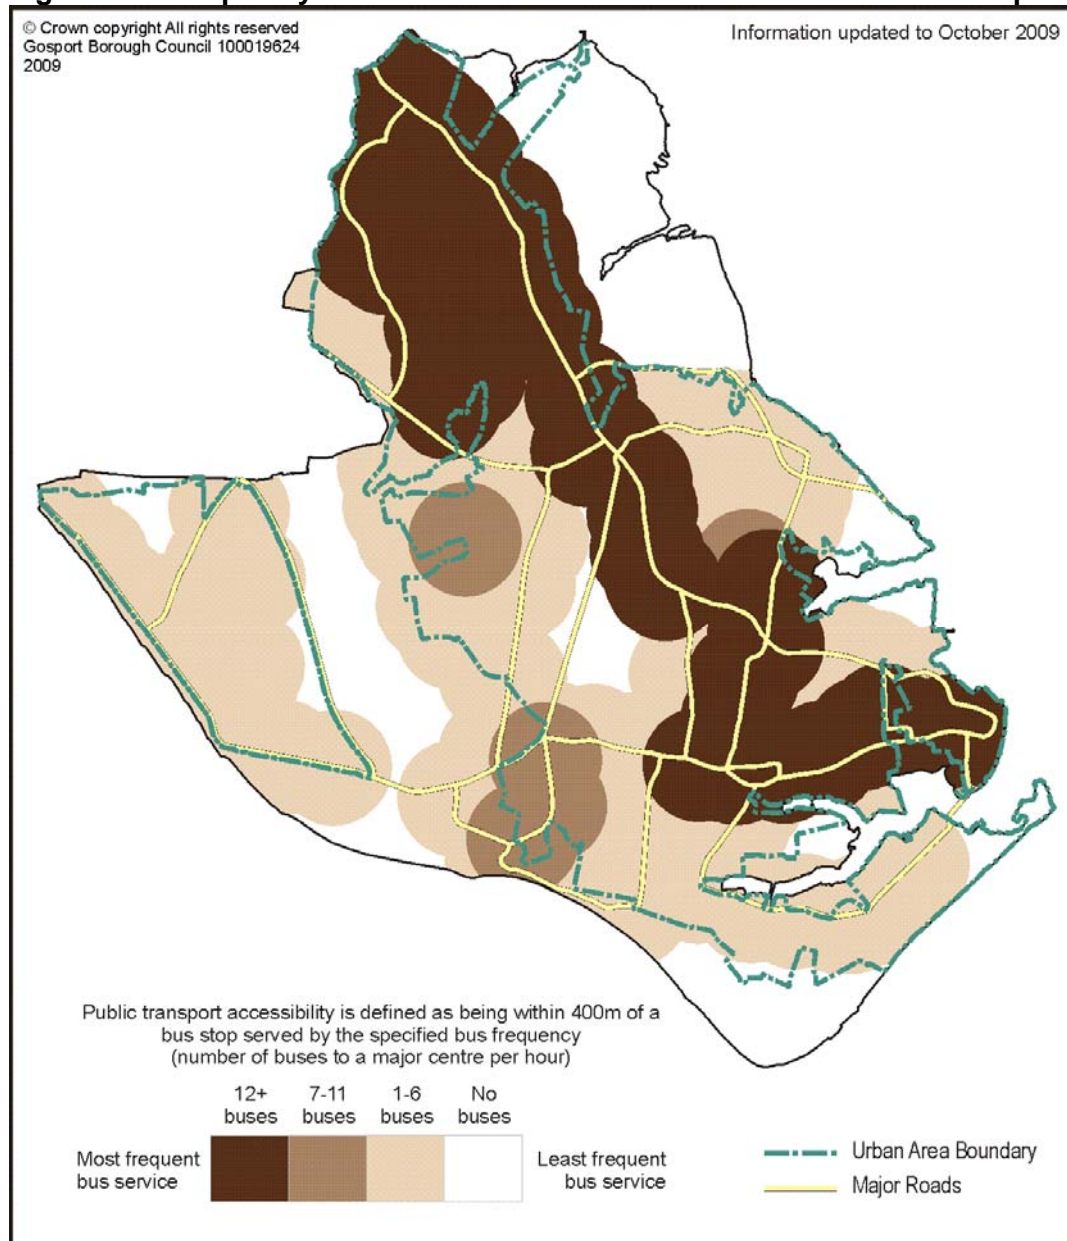 © Crown copyright All rights reserved
Gosport Borough Council 100019624
2009
Information updated to October 2009
Public transport accessibility is defined as being within 400m of a
bus stop served by the specified bus frequency
(number of buses to a major centre per hour)
12+ 7-11 1-6 No
buses buses buses buses
Most frequent
bus service
Least frequent
bus service
Urban Area Boundary
Major Roads